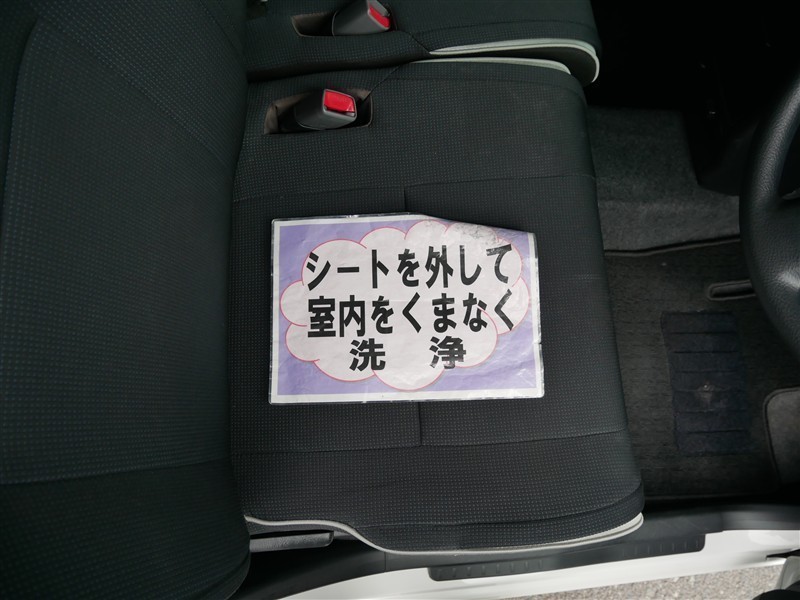 シートを外して
室内をくまなく
洗　浄